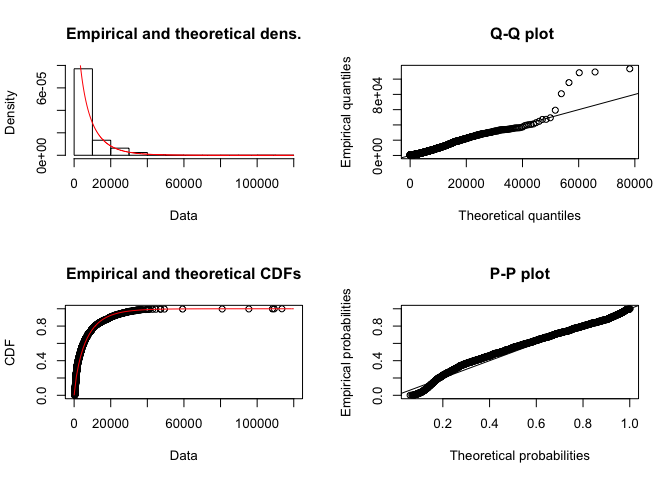 Empirical and theoretical dens.
Density
0e+00
6e-05
0
20000
60000
100000
Data
Q-Q plot
Empirical quantiles
0e+00
8e+04
0
20000
40000
60000
80000
Theoretical quantiles
Empirical and theoretical CDFs
CDF
0.0
0.4
0.8
0
20000
60000
100000
Data
P-P plot
Empirical probabilities
0.0
0.4
0.8
0.2
0.4
0.6
0.8
1.0
Theoretical probabilities